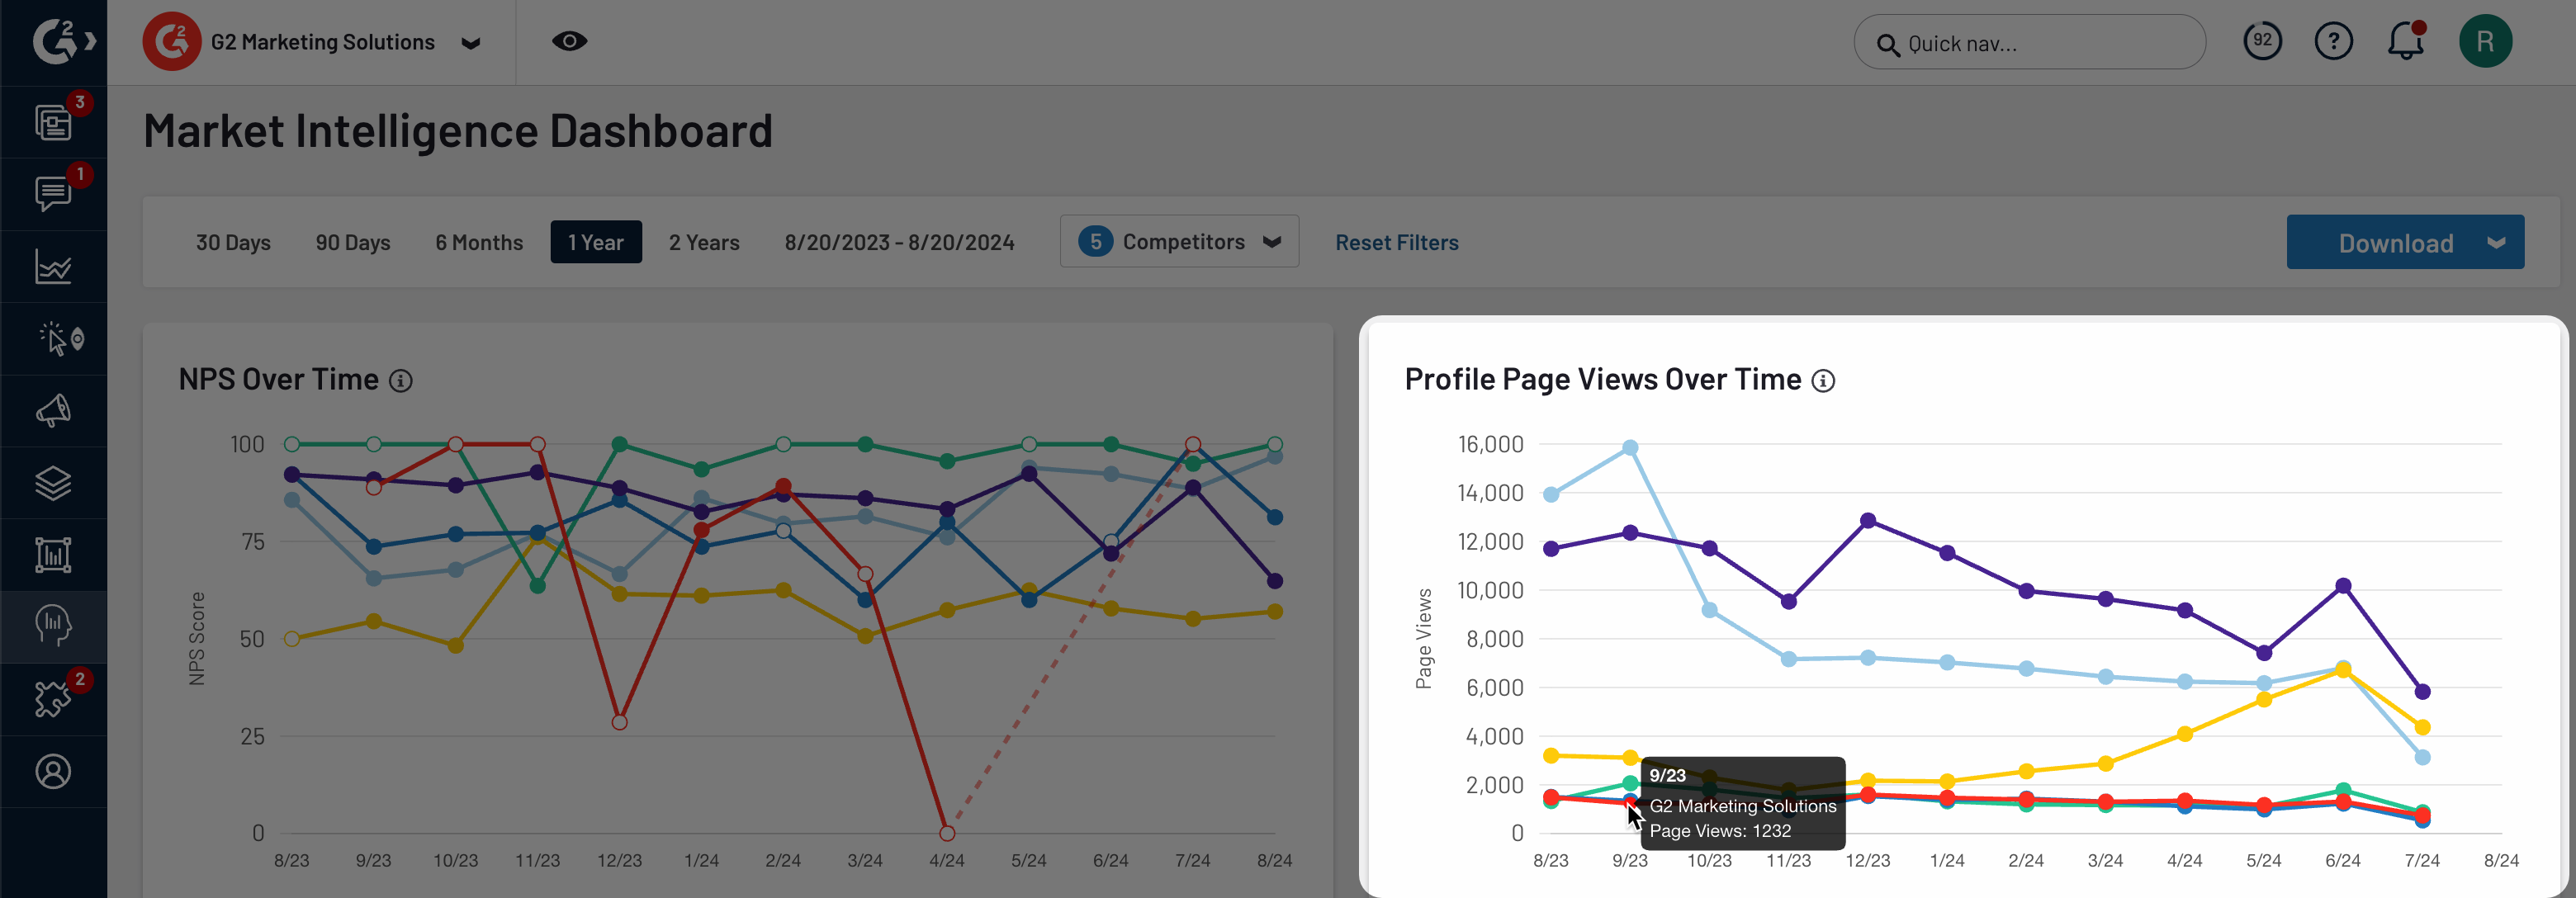 G2
G2 G2 Marketing Solutions
Quick nav...
92
?
R
3
1
2
Market Intelligence Dashboard
30 Days 90 Days 6 Months 1 Year 2 Years 8/20/2023 - 8/20/2024 5 Competitors Reset Filters Download
NPS Over Time
NPS Score
100
75
50
25
0
8/23 9/23 10/23 11/23 12/23 1/24 2/24 3/24 4/24 5/24 6/24 7/24 8/24
Profile Page Views Over Time
Page Views
16,000
14,000
12,000
10,000
8,000
6,000
4,000
2,000
0
9/23
G2 Marketing Solutions
Page Views: 1232
8/23 9/23 10/23 11/23 12/23 1/24 2/24 3/24 4/24 5/24 6/24 7/24 8/24